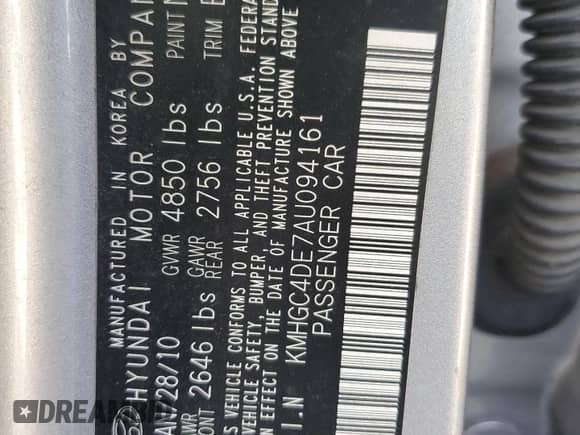 MANUFACTURED IN KOREA BY
HYUNDAI MOTOR COMPAN
28/10 GVWR 4850 lbs PAINT
2646 lbs GAWR REAR 2756 lbs TRIM
VEHICLE CONFORMS TO ALL APPLICABLE U.S.A. FEDERA
VEHICLE SAFETY, BUMPER, AND THEFT PREVENTION STAND
EFFECT ON THE DATE OF MANUFACTURE SHOWN ABOVE
I.N KMHGC4DE7AU094161
PASSENGER CAR